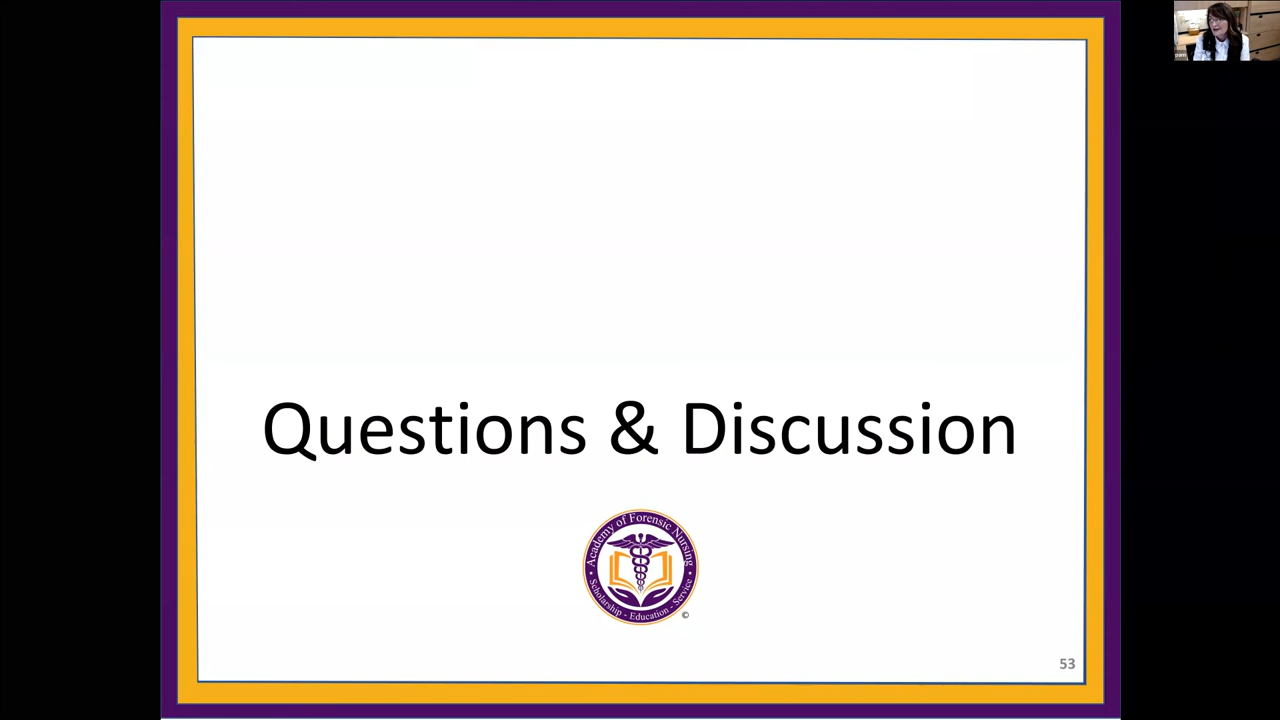 Questions & Discussion
Academy of Forensic Nursing
Scholarship - Education - Service
©
53